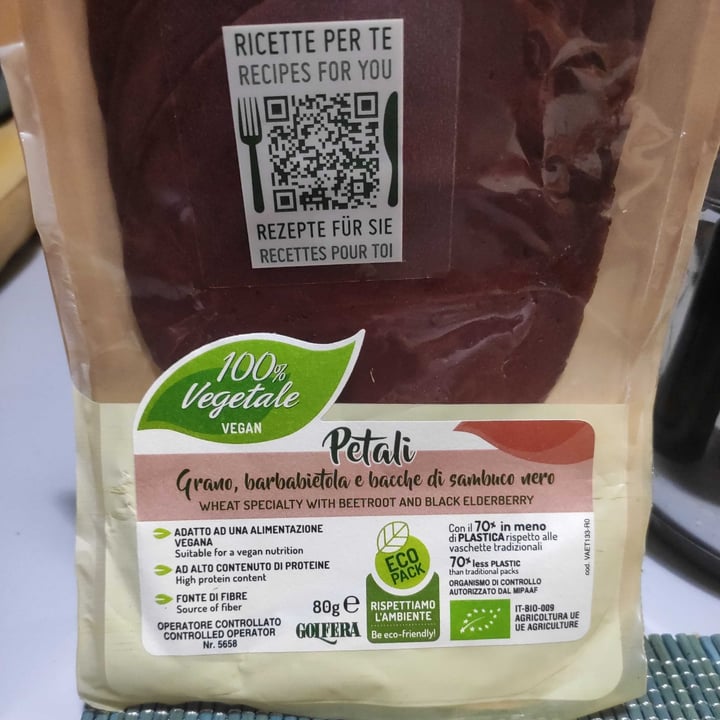 RICETTE PER TE
RECIPES FOR YOU
REZEPTE FÜR SIE
RECETTES POUR TOI
100%
Vegetale
VEGAN
Petali
Grano, barbabietola e bacche di sambuco nero
WHEAT SPECIALTY WITH BEETROOT AND BLACK ELDERBERRY
ADATTO AD UNA ALIMENTAZIONE
VEGANA
Suitable for a vegan nutrition
AD ALTO CONTENUTO DI PROTEINE
High protein content
FONTE DI FIBRE
Source of fiber
OPERATORE CONTROLLATO
CONTROLLED OPERATOR
Nr. 5658
80g e
GOLFERA
ECO
PACK
RISPETTIAMO
L'AMBIENTE
Be eco-friendly!
Con il 70% in meno
di PLASTICA rispetto alle
vaschette tradizionali
70% less PLASTIC
than traditional packs
ORGANISMO DI CONTROLLO
AUTORIZZATO DAL MIPAAF
IT-BIO-009
AGRICOLTURA UE
UE AGRICULTURE
cod. VAET133-R0